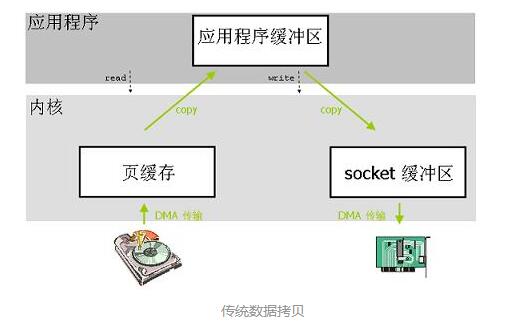 应用程序
应用程序缓冲区
read
write
内核
copy
copy
页缓存
socket 缓冲区
DMA 传输
DMA 传输
传统数据拷贝